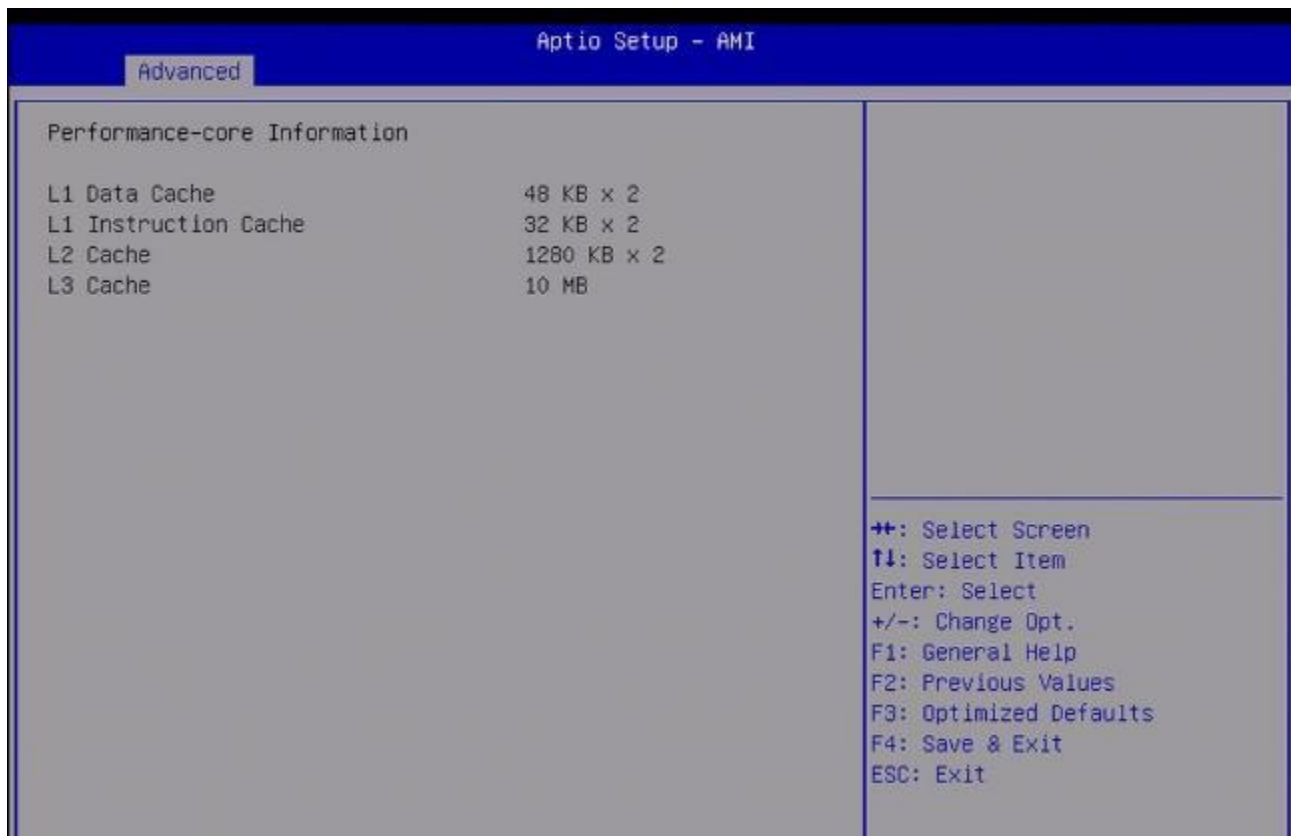 Aptio Setup - AMI
Advanced
Performance-core Information
L1 Data Cache 48 KB x 2
L1 Instruction Cache 32 KB x 2
L2 Cache 1280 KB x 2
L3 Cache 10 MB
→←: Select Screen
↑↓: Select Item
Enter: Select
+/-: Change Opt.
F1: General Help
F2: Previous Values
F3: Optimized Defaults
F4: Save & Exit
ESC: Exit